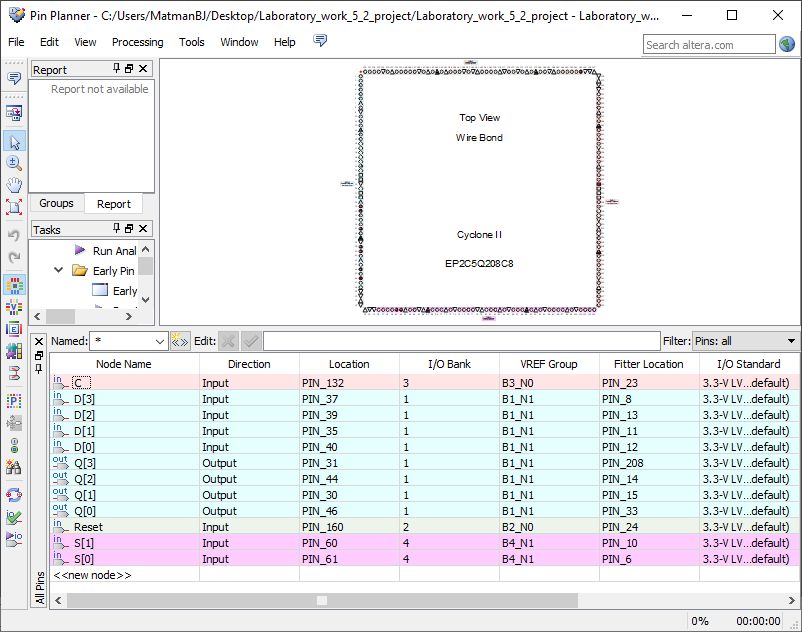 Pin Planner - C:/Users/MatmanBJ/Desktop/Laboratory_work_5_2_project/Laboratory_work_5_2_project - Laboratory_w...
File Edit View Processing Tools Window Help
Search altera.com
Report
Report not available
Groups Report
Tasks
Run Anal
Early Pin
Early
Top View
Wire Bond
Cyclone II
EP2C5Q208C8
Named: * Edit: Filter: Pins: all
Node Name Direction Location I/O Bank VREF Group Fitter Location I/O Standard
in C Input PIN_132 3 B3_N0 PIN_23 3.3-V LV...default)
in D[3] Input PIN_37 1 B1_N1 PIN_8 3.3-V LV...default)
in D[2] Input PIN_39 1 B1_N1 PIN_13 3.3-V LV...default)
in D[1] Input PIN_35 1 B1_N1 PIN_11 3.3-V LV...default)
in D[0] Input PIN_40 1 B1_N1 PIN_12 3.3-V LV...default)
out Q[3] Output PIN_31 1 B1_N1 PIN_208 3.3-V LV...default)
out Q[2] Output PIN_44 1 B1_N1 PIN_14 3.3-V LV...default)
out Q[1] Output PIN_30 1 B1_N1 PIN_15 3.3-V LV...default)
out Q[0] Output PIN_46 1 B1_N1 PIN_33 3.3-V LV...default)
in Reset Input PIN_160 2 B2_N0 PIN_24 3.3-V LV...default)
in S[1] Input PIN_60 4 B4_N1 PIN_10 3.3-V LV...default)
in S[0] Input PIN_61 4 B4_N1 PIN_6 3.3-V LV...default)
<<new node>>
All Pins
0% 00:00:00